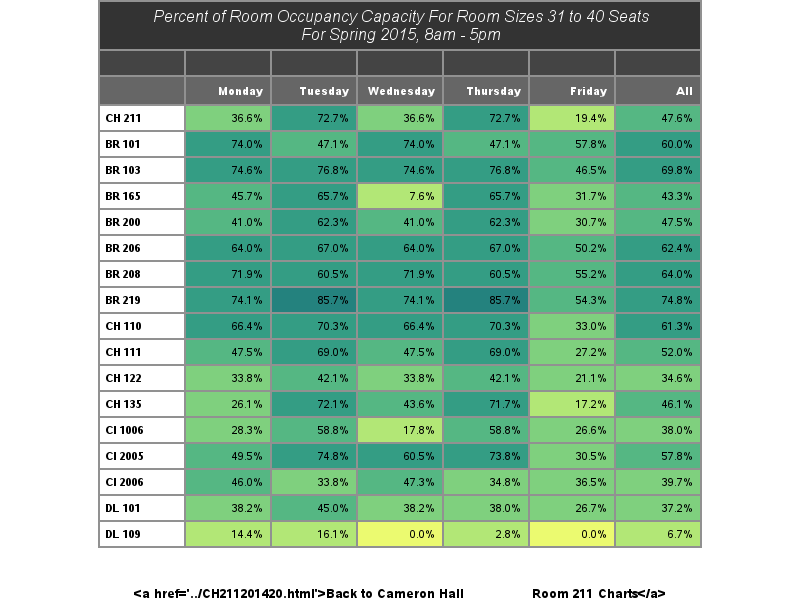 Percent of Room Occupancy Capacity For Room Sizes 31 to 40 Seats
For Spring 2015, 8am - 5pm
Monday Tuesday Wednesday Thursday Friday All
CH 211 36.6% 72.7% 36.6% 72.7% 19.4% 47.6%
BR 101 74.0% 47.1% 74.0% 47.1% 57.8% 60.0%
BR 103 74.6% 76.8% 74.6% 76.8% 46.5% 69.8%
BR 165 45.7% 65.7% 7.6% 65.7% 31.7% 43.3%
BR 200 41.0% 62.3% 41.0% 62.3% 30.7% 47.5%
BR 206 64.0% 67.0% 64.0% 67.0% 50.2% 62.4%
BR 208 71.9% 60.5% 71.9% 60.5% 55.2% 64.0%
BR 219 74.1% 85.7% 74.1% 85.7% 54.3% 74.8%
CH 110 66.4% 70.3% 66.4% 70.3% 33.0% 61.3%
CH 111 47.5% 69.0% 47.5% 69.0% 27.2% 52.0%
CH 122 33.8% 42.1% 33.8% 42.1% 21.1% 34.6%
CH 135 26.1% 72.1% 43.6% 71.7% 17.2% 46.1%
CI 1006 28.3% 58.8% 17.8% 58.8% 26.6% 38.0%
CI 2005 49.5% 74.8% 60.5% 73.8% 30.5% 57.8%
CI 2006 46.0% 33.8% 47.3% 34.8% 36.5% 39.7%
DL 101 38.2% 45.0% 38.2% 38.0% 26.7% 37.2%
DL 109 14.4% 16.1% 0.0% 2.8% 0.0% 6.7%
<a href='../CH211201420.html'>Back to Cameron Hall Room 211 Charts</a>